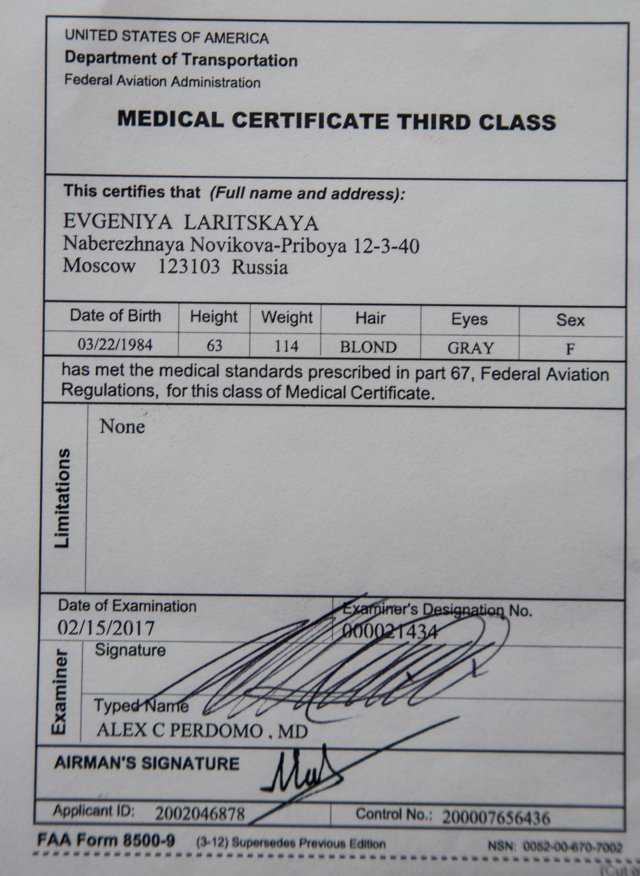 UNITED STATES OF AMERICA
Department of Transportation
Federal Aviation Administration
MEDICAL CERTIFICATE THIRD CLASS
This certifies that (Full name and address):
EVGENIYA LARITSKAYA
Naberezhnaya Novikova-Priboya 12-3-40
Moscow 123103 Russia
Date of Birth Height Weight Hair Eyes Sex
03/22/1984 63 114 BLOND GRAY F
has met the medical standards prescribed in part 67, Federal Aviation
Regulations, for this class of Medical Certificate.
Limitations
None
Date of Examination Examiner's Designation No.
02/15/2017 000021434
Examiner
Signature
Typed Name
ALEX C PERDOMO , MD
AIRMAN'S SIGNATURE
Applicant ID: 2002046878 Control No.: 200007656436
FAA Form 8500-9 (3-12) Supersedes Previous Edition NSN: 0052-00-670-7002